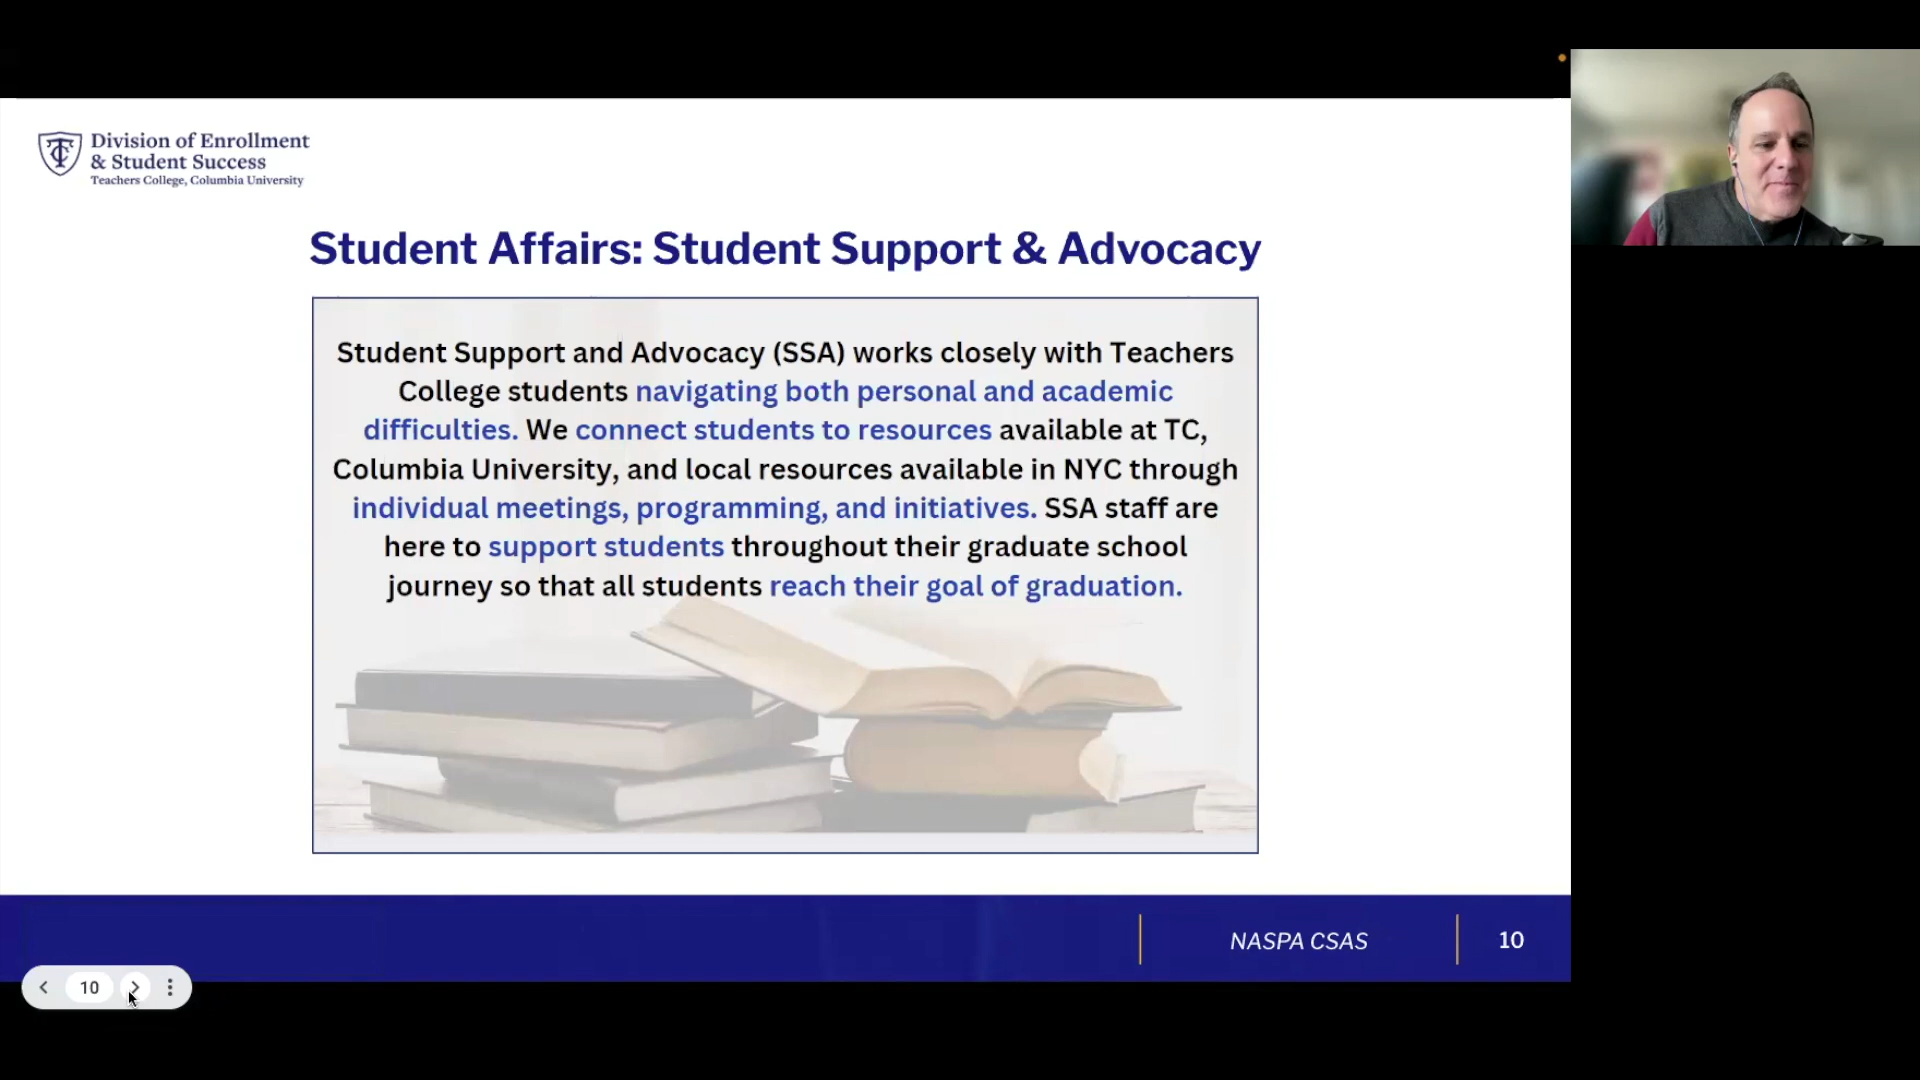 Division of Enrollment
& Student Success
Teachers College, Columbia University
Student Affairs: Student Support & Advocacy
Student Support and Advocacy (SSA) works closely with Teachers
College students navigating both personal and academic
difficulties. We connect students to resources available at TC,
Columbia University, and local resources available in NYC through
individual meetings, programming, and initiatives. SSA staff are
here to support students throughout their graduate school
journey so that all students reach their goal of graduation.
NASPA CSAS
10
10